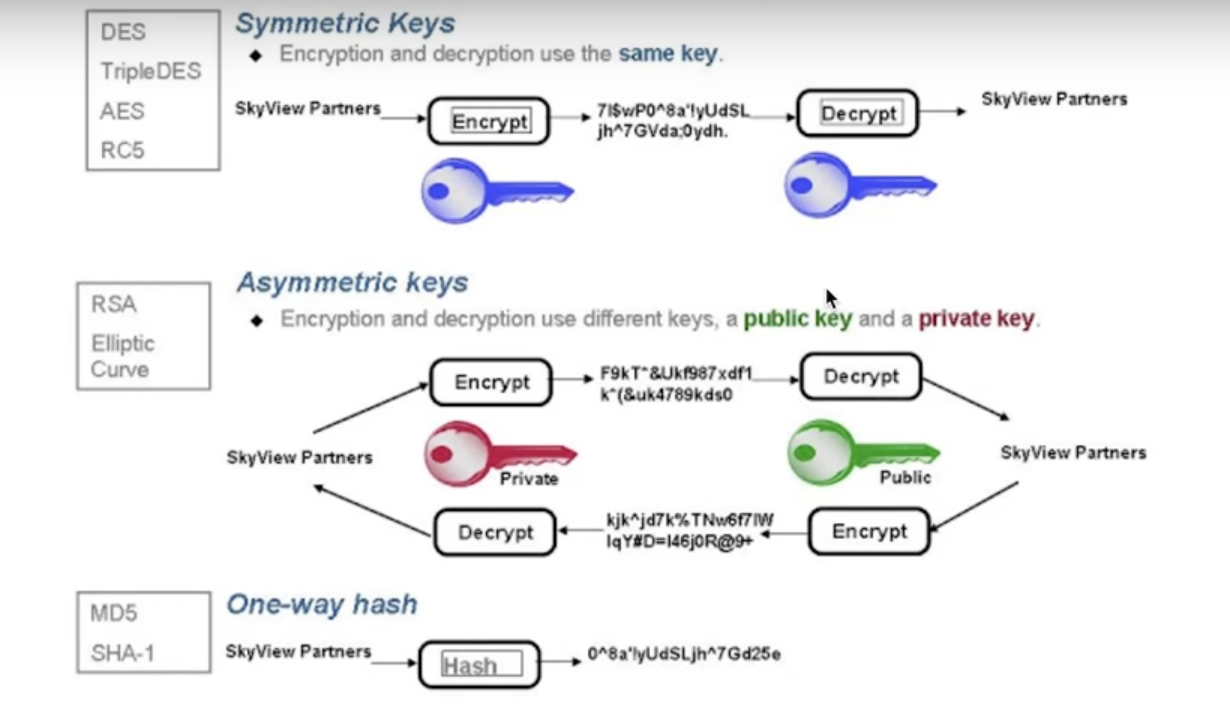 DES
TripleDES
AES
RC5
Symmetric Keys
Encryption and decryption use the same key.
SkyView Partners
Encrypt
7l$wP0^8a'lyUdSL
jh^7GVda;0ydh.
Decrypt
SkyView Partners
RSA
Elliptic
Curve
Asymmetric keys
Encryption and decryption use different keys, a public key and a private key.
Encrypt
F9kT^&Ukf987xdf1
k^(&uk4789kds0
Decrypt
SkyView Partners
Private
Public
SkyView Partners
Decrypt
kjk^jd7k%TNw6f7lW
lqY#D=l46j0R@9+
Encrypt
MD5
SHA-1
One-way hash
SkyView Partners
Hash
0^8a'lyUdSLjh^7Gd25e